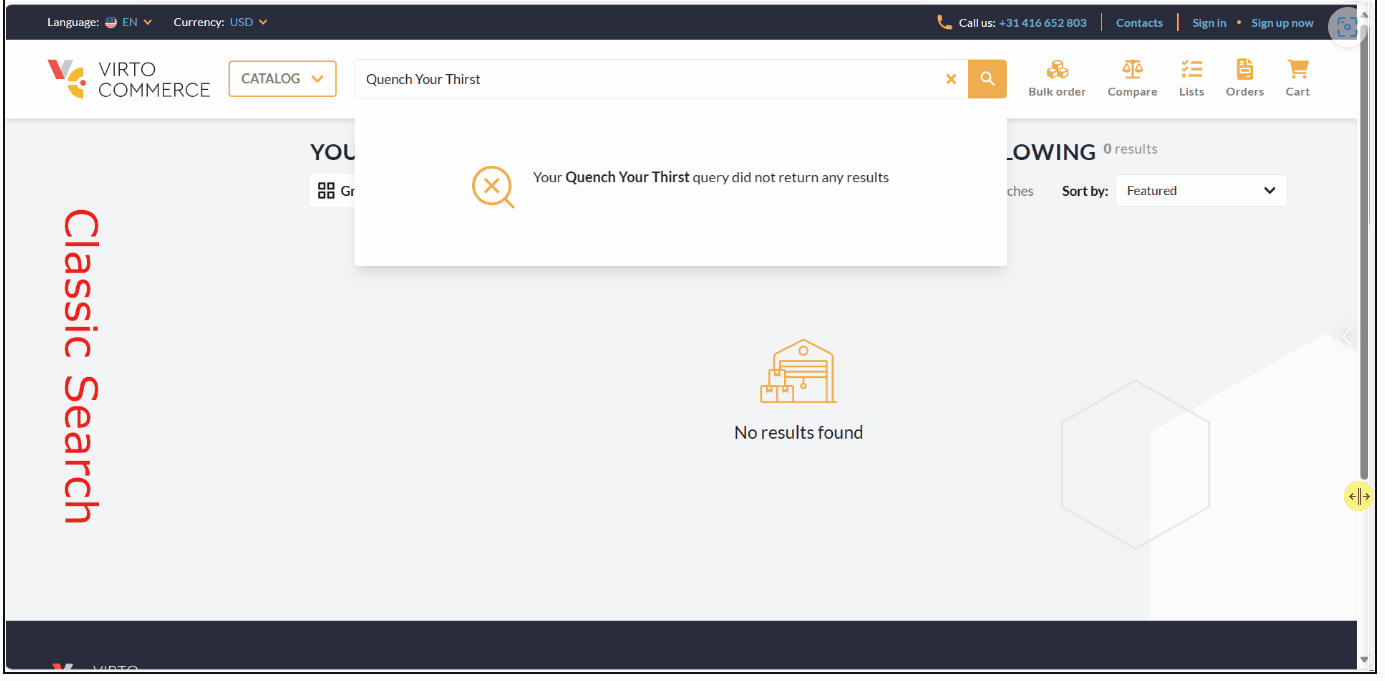 Language: EN Currency: USD Call us: +31 416 652 803 Contacts Sign in • Sign up now
VIRTO
COMMERCE
CATALOG
Quench Your Thirst
Bulk order Compare Lists Orders Cart
YOU LOWING 0 results
Your Quench Your Thirst query did not return any results
Gr ches Sort by: Featured
Classic Search
No results found
VIRTO